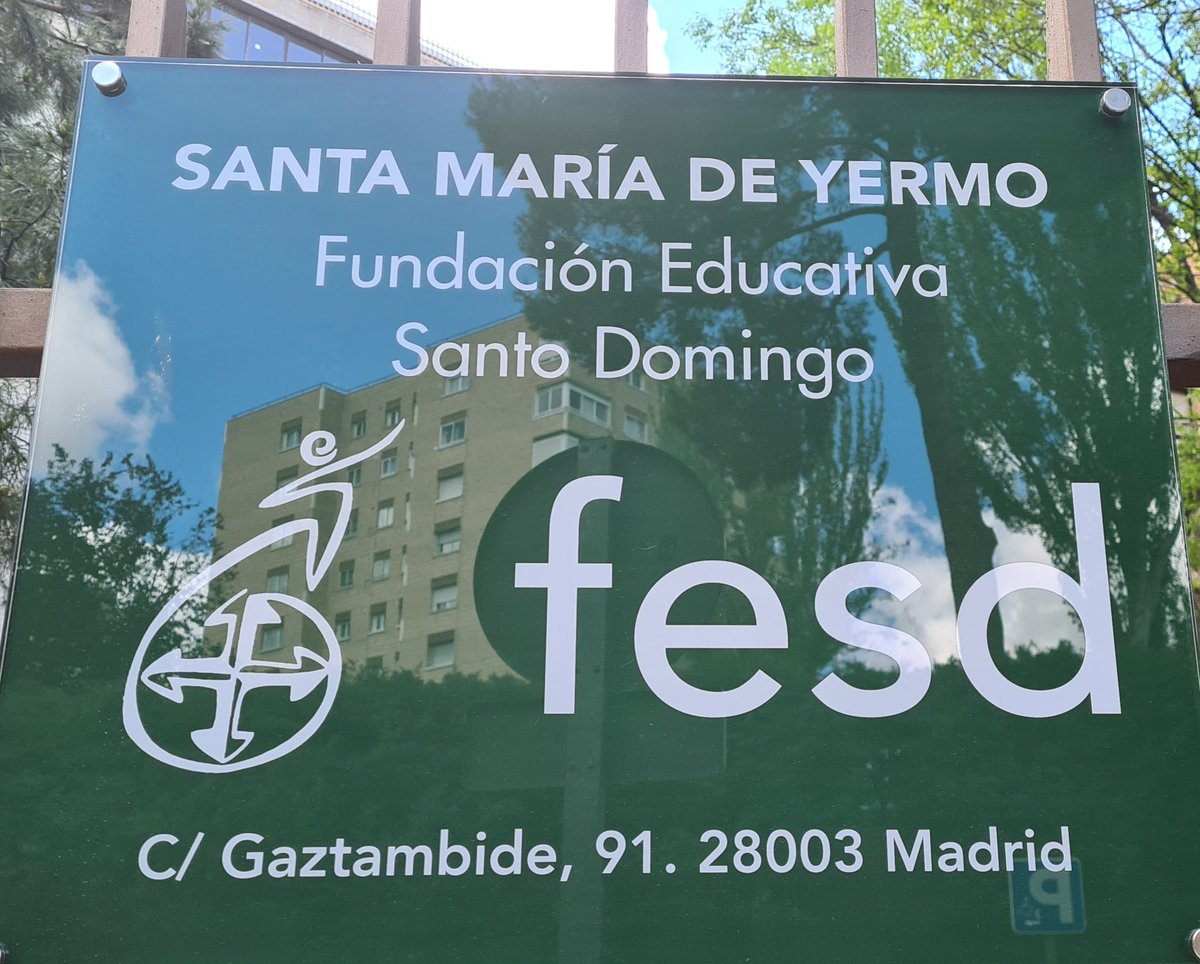 SANTA MARÍA DE YERMO
Fundación Educativa
Santo Domingo
fesd
C/ Gaztambide, 91. 28003 Madrid
P